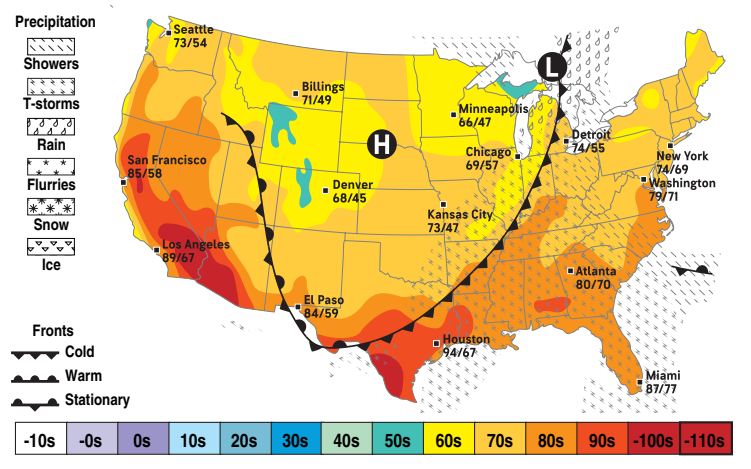 Precipitation
Showers
T-storms
Rain
Flurries
Snow
Ice
Fronts
Cold
Warm
Stationary
Seattle
73/54
Billings
71/49
Minneapolis
66/47
L
H
Detroit
74/55
Chicago
69/57
New York
74/69
Washington
79/71
San Francisco
85/58
Denver
68/45
Kansas City
73/47
Los Angeles
89/67
Atlanta
80/70
El Paso
84/59
Houston
94/67
Miami
87/77
-10s -0s 0s 10s 20s 30s 40s 50s 60s 70s 80s 90s -100s -110s